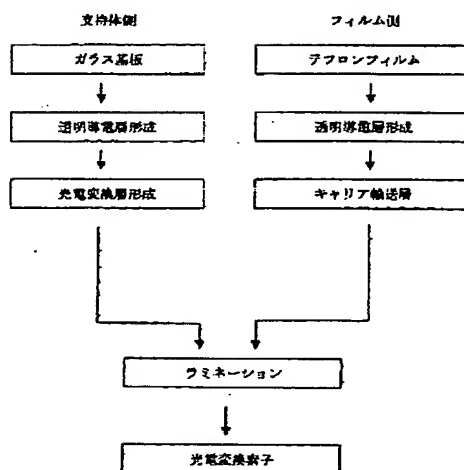 支持体側
フィルム側
ガラス基板
テフロンフィルム
透明導電層形成
透明導電層形成
光電変換層形成
キャリア輸送層
ラミネーション
光電変換素子